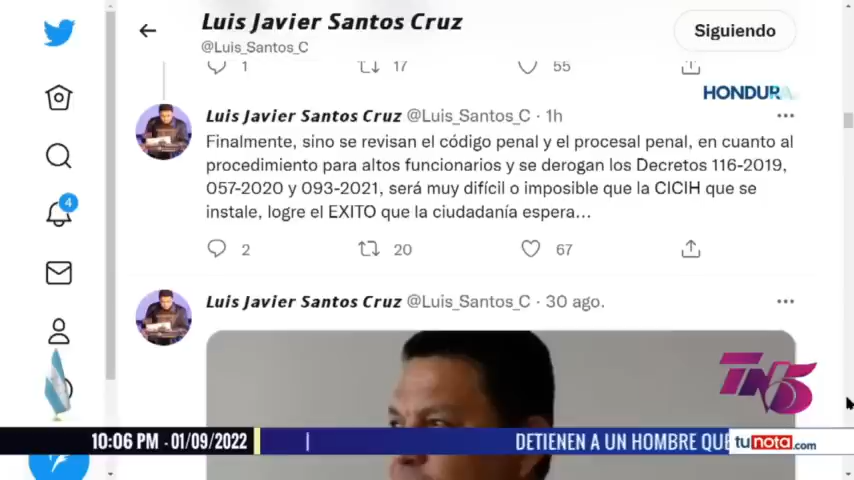 Luis Javier Santos Cruz
@Luis_Santos_C
Siguiendo
1 17 55
HONDURA
Luis Javier Santos Cruz @Luis_Santos_C · 1h
Finalmente, sino se revisan el código penal y el procesal penal, en cuanto al
procedimiento para altos funcionarios y se derogan los Decretos 116-2019,
057-2020 y 093-2021, será muy difícil o imposible que la CICIH que se
instale, logre el EXITO que la ciudadanía espera...
2 20 67
4
Luis Javier Santos Cruz @Luis_Santos_C · 30 ago.
TN5
10:06 PM - 01/09/2022
DETIENEN A UN HOMBRE QUE
tunota.com